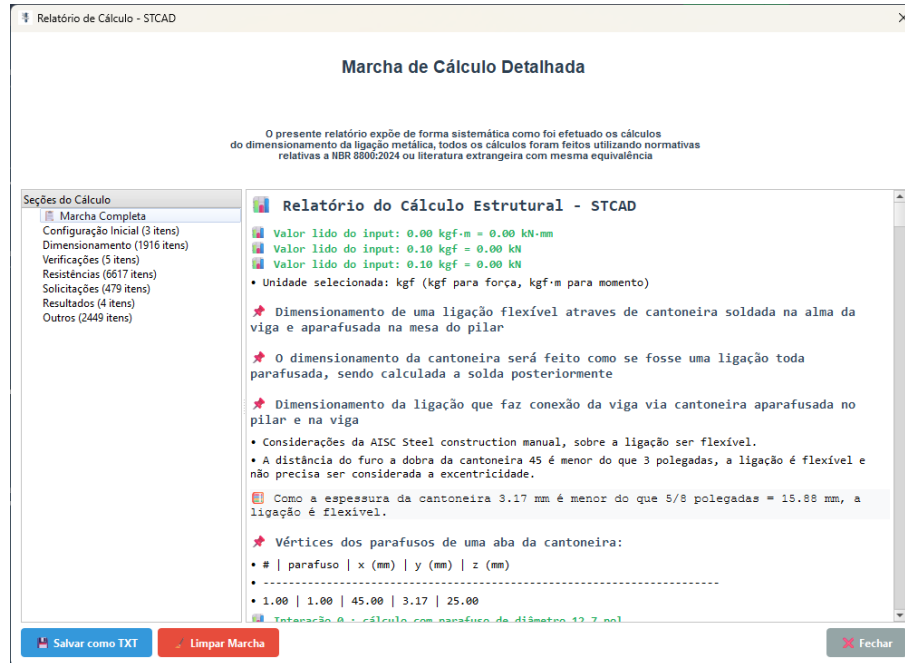 Relatório de Cálculo - STCAD
Marcha de Cálculo Detalhada
O presente relatório expõe de forma sistemática como foi efetuado os cálculos
do dimensionamento da ligação metálica, todos os cálculos foram feitos utilizando normativas
relativas a NBR 8800:2024 ou literatura extrangeira com mesma equivalência
Seções do Cálculo
Marcha Completa
Configuração Inicial (3 itens)
Dimensionamento (1916 itens)
Verificações (5 itens)
Resistências (6617 itens)
Solicitações (479 itens)
Resultados (4 itens)
Outros (2449 itens)
Relatório do Cálculo Estrutural - STCAD
Valor lido do input: 0.00 kgf·m = 0.00 kN·mm
Valor lido do input: 0.10 kgf = 0.00 kN
Valor lido do input: 0.10 kgf = 0.00 kN
• Unidade selecionada: kgf (kgf para força, kgf·m para momento)
Dimensionamento de uma ligação flexível atraves de cantoneira soldada na alma da
viga e aparafusada na mesa do pilar
O dimensionamento da cantoneira será feito como se fosse uma ligação toda
parafusada, sendo calculada a solda posteriormente
Dimensionamento da ligação que faz conexão da viga via cantoneira aparafusada no
pilar e na viga
• Considerações da AISC Steel construction manual, sobre a ligação ser flexível.
• A distância do furo a dobra da cantoneira 45 é menor do que 3 polegadas, a ligação é flexível e
não precisa ser considerada a excentricidade.
Como a espessura da cantoneira 3.17 mm é menor do que 5/8 polegadas = 15.88 mm, a
ligação é flexível.
Vértices dos parafusos de uma aba da cantoneira:
• # | parafuso | x (mm) | y (mm) | z (mm)
• ----------------------------------------------------------------------
• 1.00 | 1.00 | 45.00 | 3.17 | 25.00
Interação 0 : cálculo com parafuso de diâmetro 12.7 pol
Salvar como TXT
Limpar Marcha
Fechar